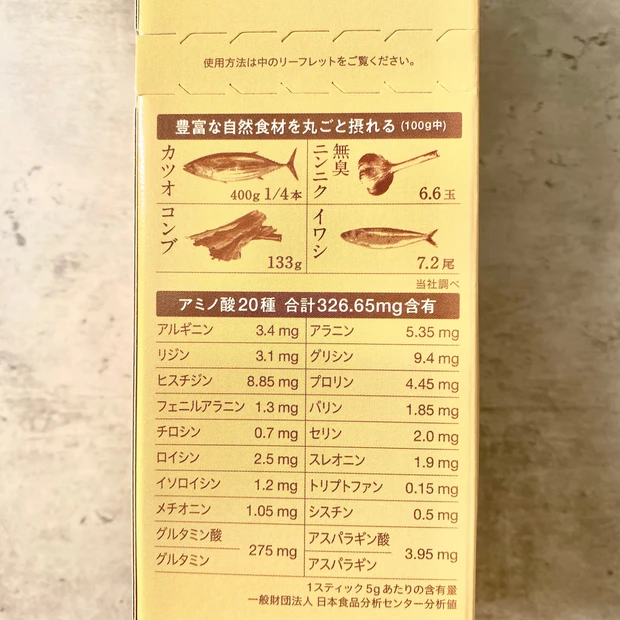 使用方法は中のリーフレットをご覧ください。
豊富な自然食材を丸ごと摂れる (100g中)
カツオ
400g 1/4本
無臭
ニンニク
6.6玉
コンブ
133g
イワシ
7.2尾
当社調べ
アミノ酸20種 合計326.65mg含有
アルギニン 3.4 mg アラニン 5.35 mg
リジン 3.1 mg グリシン 9.4 mg
ヒスチジン 8.85 mg プロリン 4.45 mg
フェニルアラニン 1.3 mg バリン 1.85 mg
チロシン 0.7 mg セリン 2.0 mg
ロイシン 2.5 mg スレオニン 1.9 mg
イソロイシン 1.2 mg トリプトファン 0.15 mg
メチオニン 1.05 mg シスチン 0.5 mg
グルタミン酸 アスパラギン酸
275 mg 3.95 mg
グルタミン アスパラギン
1スティック5gあたりの含有量
一般財団法人 日本食品分析センター分析値